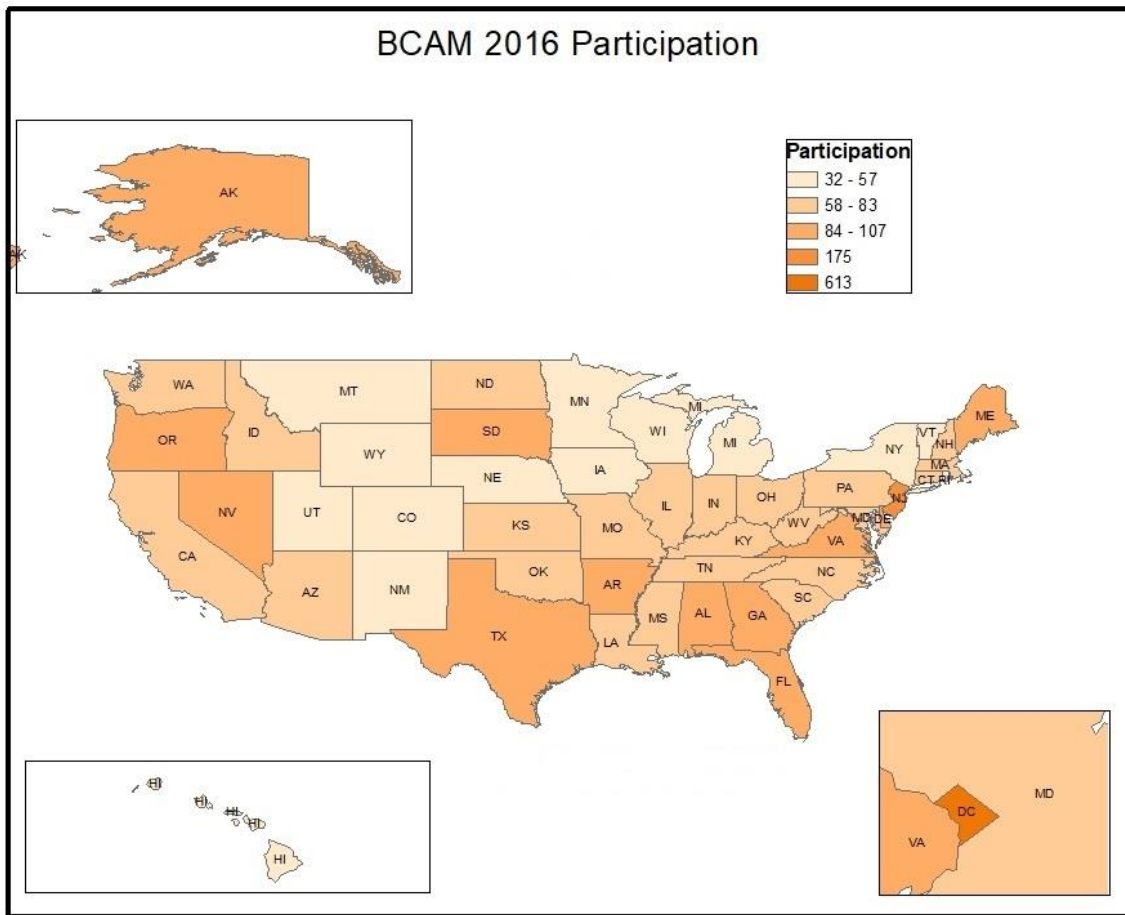 BCAM 2016 Participation
Participation
32 - 57
58 - 83
84 - 107
175
613
AK
AK
WA
MT
ND
MN
MI
ME
OR
ID
SD
WI
MI
NY
VT
NH
WY
MA
NE
IA
CT
RI
NV
UT
CO
KS
MO
IL
IN
OH
PA
NJ
WV
MD
DE
CA
KY
VA
AZ
NM
OK
AR
TN
NC
SC
TX
LA
MS
AL
GA
FL
HI
HI
HI
HI
HI
MD
DC
VA